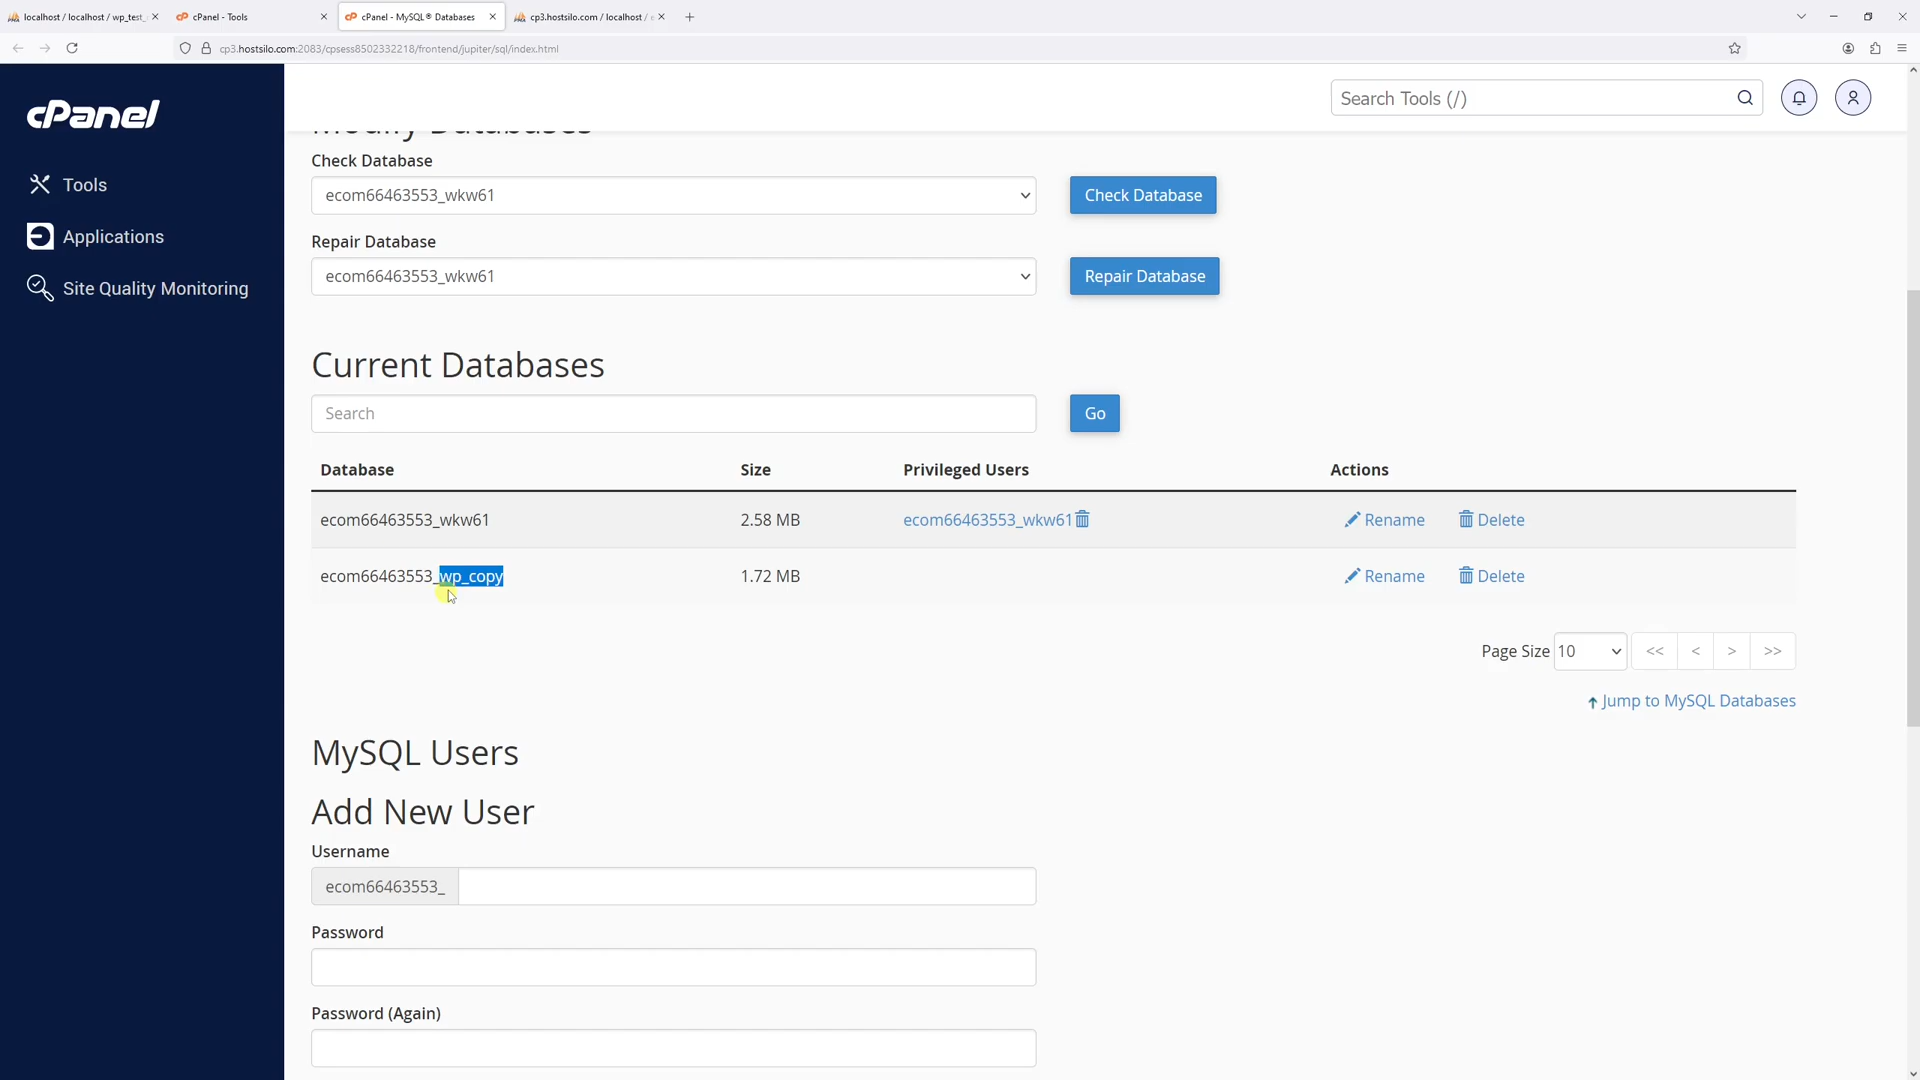 localhost / localhost / wp_test_
cPanel - Tools
cPanel - MySQL® Databases
cp3.hostsilo.com / localhost / e
cp3.hostsilo.com:2083/cpsess8502332218/frontend/jupiter/sql/index.html
cPanel
Search Tools (/)
Tools
Applications
Site Quality Monitoring
Modify Databases
Check Database
ecom66463553_wkw61
Check Database
Repair Database
ecom66463553_wkw61
Repair Database
Current Databases
Search
Go
Database Size Privileged Users Actions
ecom66463553_wkw61 2.58 MB ecom66463553_wkw61 Rename Delete
ecom66463553_wp_copy 1.72 MB Rename Delete
Page Size 10 << < > >>
Jump to MySQL Databases
MySQL Users
Add New User
Username
ecom66463553_
Password
Password (Again)